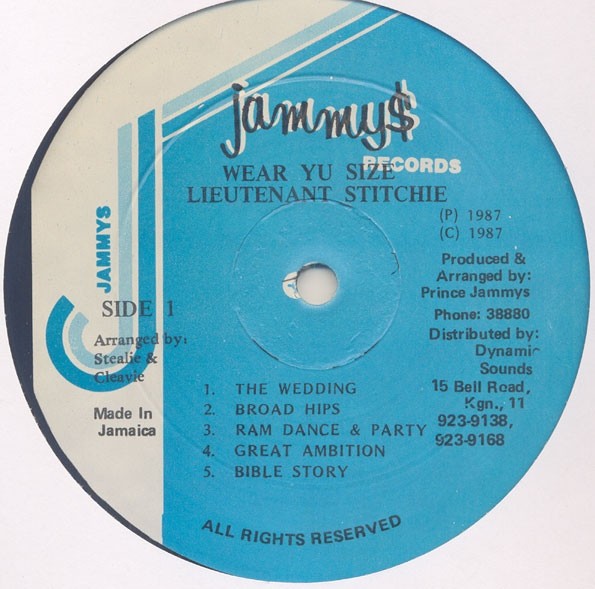 jammy$
RECORDS
WEAR YU SIZE
LIEUTENANT STITCHIE
(P) 1987
(C) 1987
JAMMYS
Produced &
Arranged by:
Prince Jammys
Phone: 38880
Distributed by:
Dynamic
Sounds
15 Bell Road,
Kgn., 11
923-9138,
923-9168
SIDE 1
Arranged by:
Stealie &
Cleavie
Made In
Jamaica
1. THE WEDDING
2. BROAD HIPS
3. RAM DANCE & PARTY
4. GREAT AMBITION
5. BIBLE STORY
ALL RIGHTS RESERVED